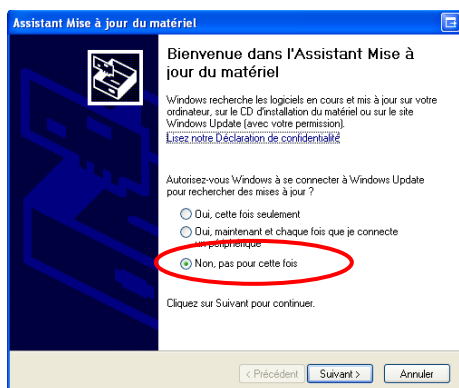 Assistant Mise à jour du matériel
Bienvenue dans l'Assistant Mise à
jour du matériel
Windows recherche les logiciels en cours et mis à jour sur votre
ordinateur, sur le CD d'installation du matériel ou sur le site
Windows Update (avec votre permission).
Lisez notre Déclaration de confidentialité
Autorisez-vous Windows à se connecter à Windows Update
pour rechercher des mises à jour ?
Oui, cette fois seulement
Oui, maintenant et chaque fois que je connecte
un périphérique
Non, pas pour cette fois
Cliquez sur Suivant pour continuer.
< Précédent Suivant > Annuler